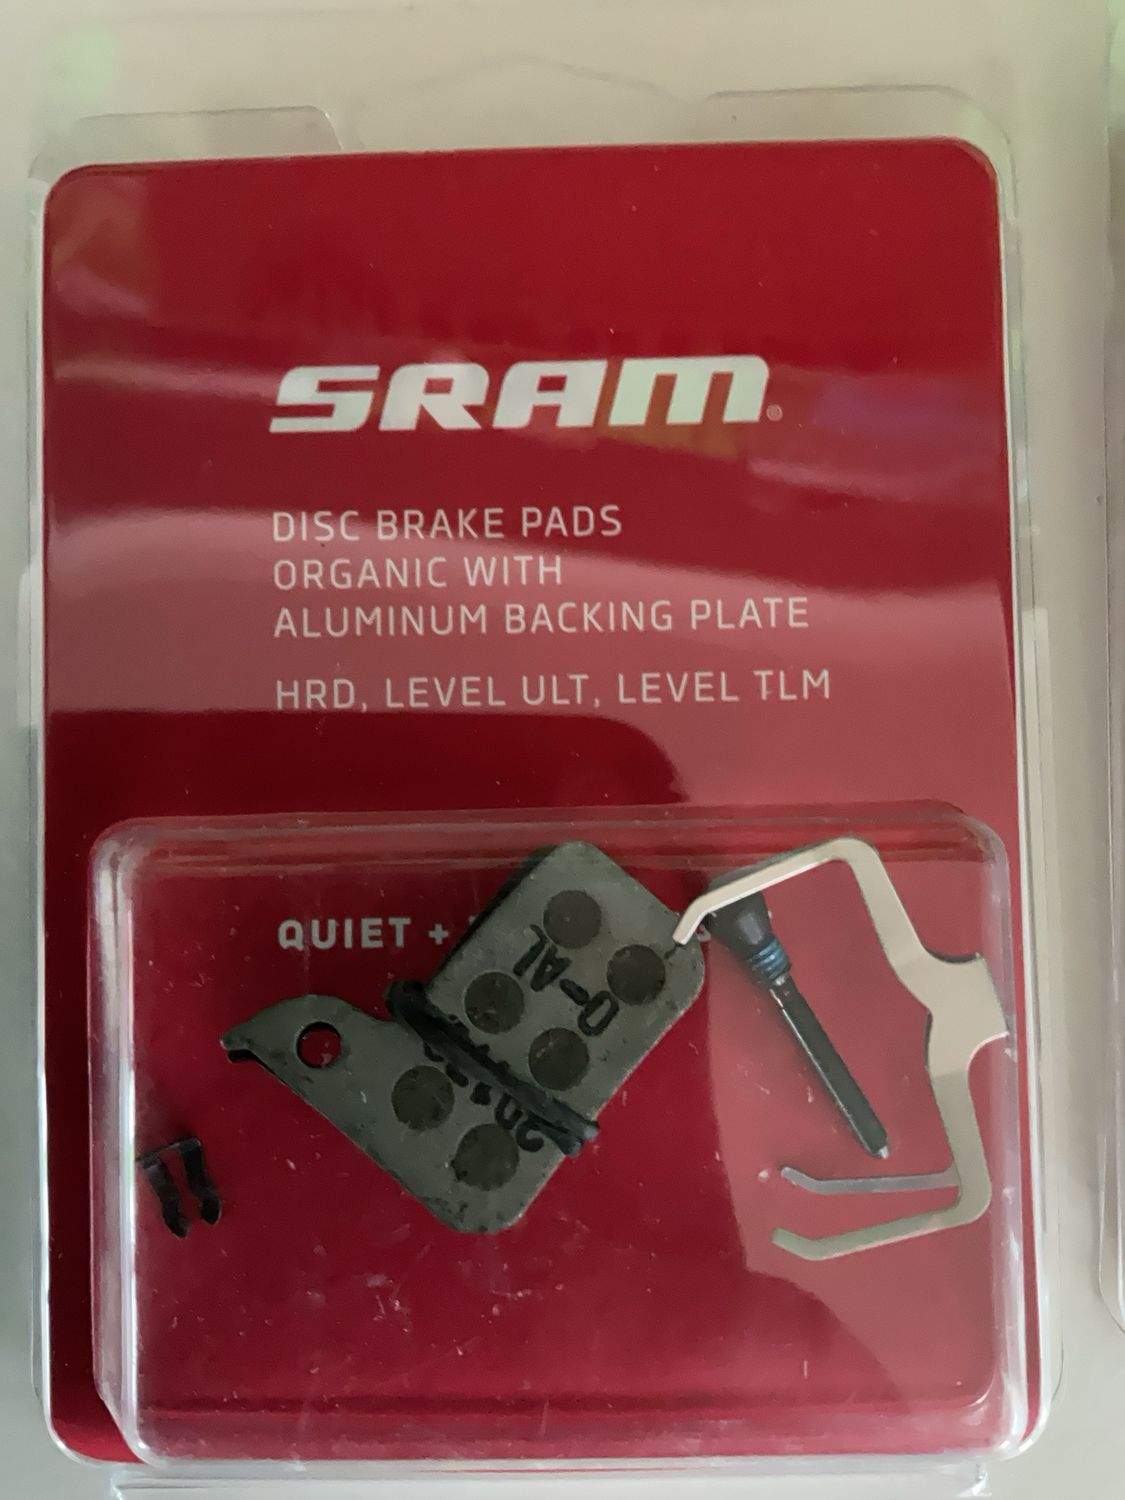 SRAM®
DISC BRAKE PADS
ORGANIC WITH
ALUMINUM BACKING PLATE
HRD, LEVEL ULT, LEVEL TLM
QUIET +
O-AL